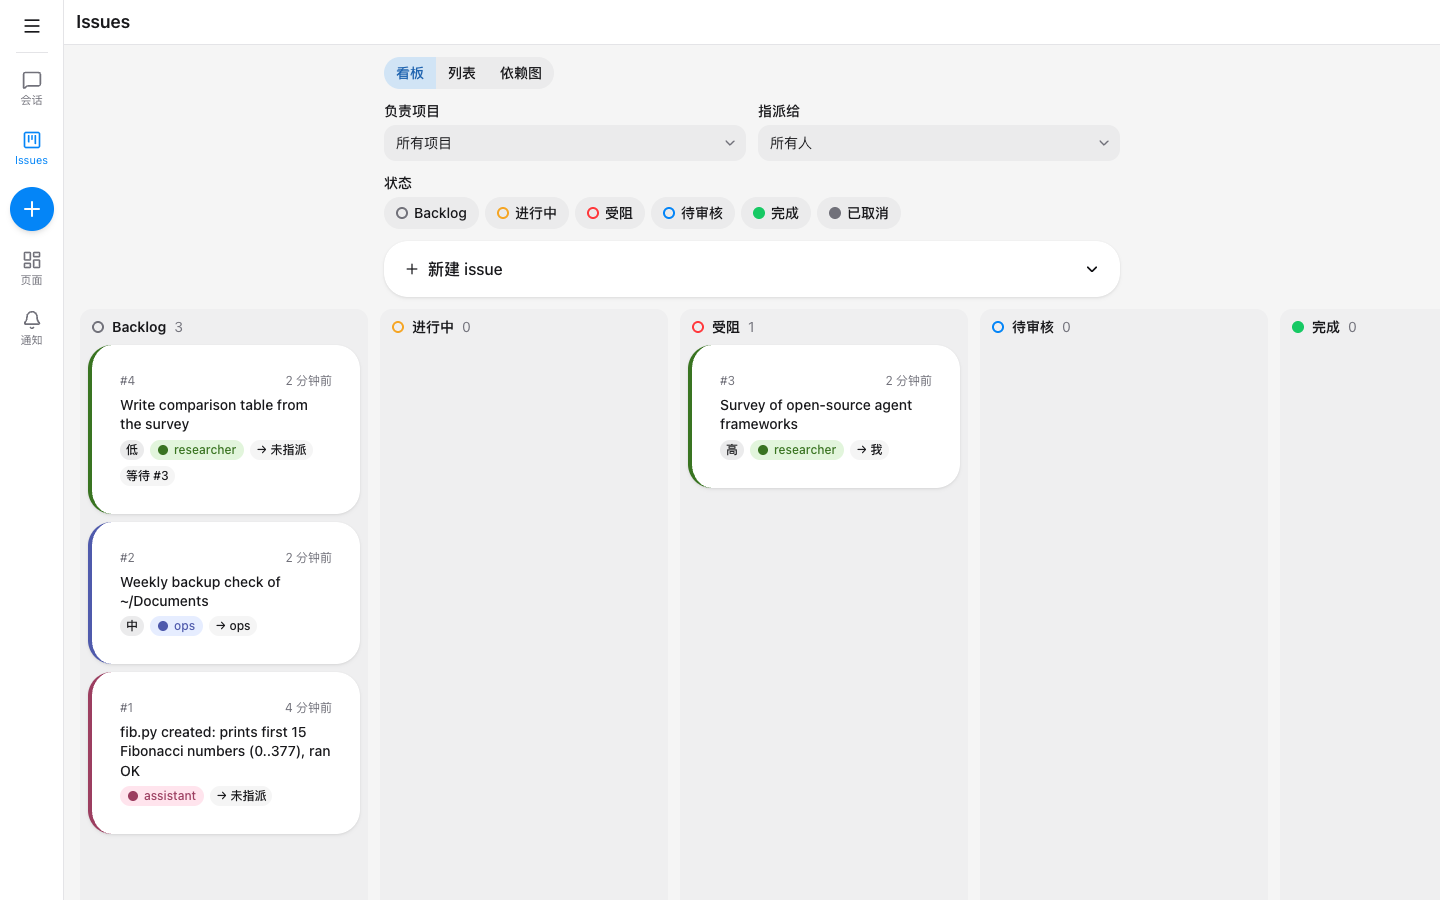 Issues
会话
Issues
页面
通知
看板 列表 依赖图
负责项目 指派给
所有项目 所有人
状态
Backlog 进行中 受阻 待审核 完成 已取消
新建 issue
Backlog 3
#4 2 分钟前
Write comparison table from
the survey
低 researcher → 未指派
等待 #3
#2 2 分钟前
Weekly backup check of
~/Documents
中 ops → ops
#1 4 分钟前
fib.py created: prints first 15
Fibonacci numbers (0..377), ran
OK
assistant → 未指派
进行中 0
受阻 1
#3 2 分钟前
Survey of open-source agent
frameworks
高 researcher → 我
待审核 0
完成 0